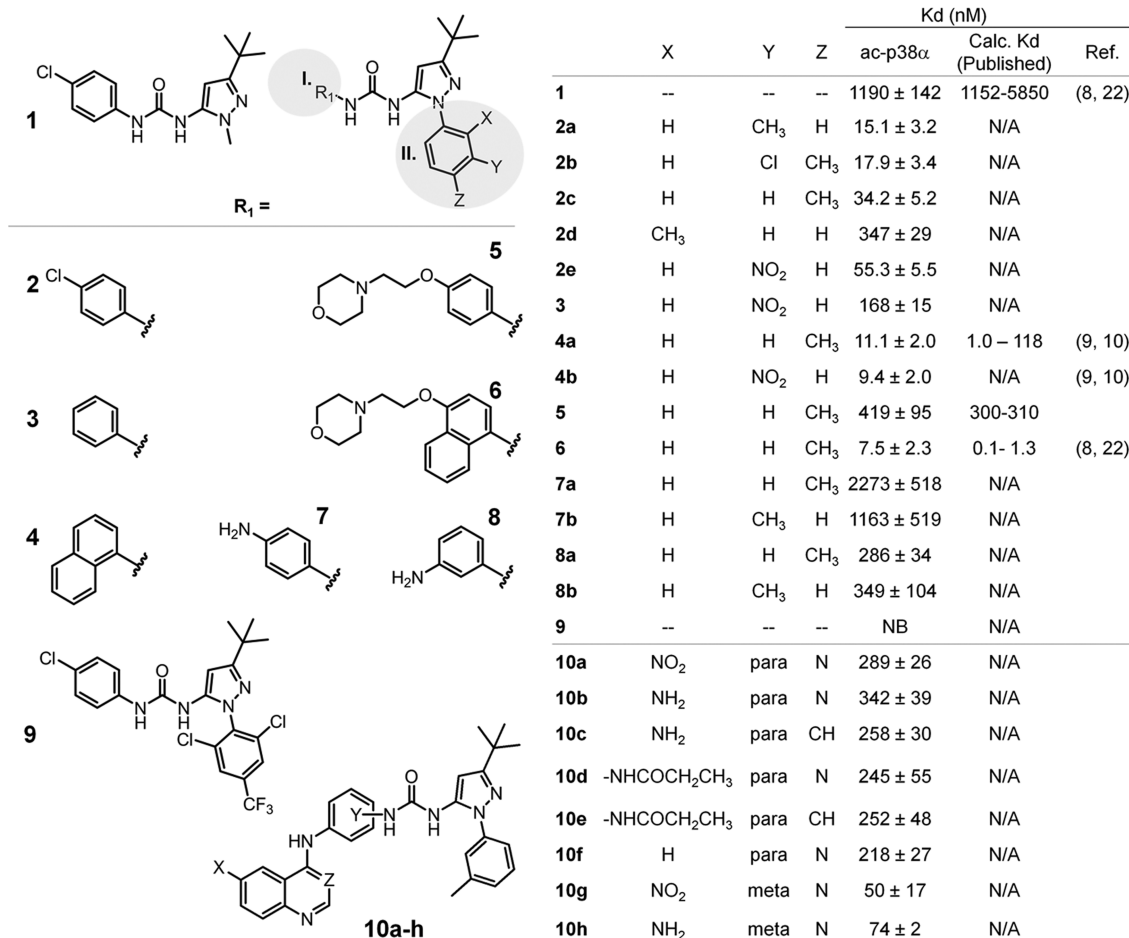 1
Cl
O
N
H
N
H
N
N
I.
R1
N
H
O
N
H
N
N
II.
X
Y
Z
R1 =
2
Cl
5
O
N
O
3
6
O
N
O
4
7
H2N
8
H2N
9
Cl
O
N
H
N
H
N
N
Cl
Cl
CF3
X
HN
Z
N
Y
N
H
O
N
H
N
N
10a-h
Kd (nM)
X Y Z ac-p38α Calc. Kd (Published) Ref.
1 -- -- -- 1190 ± 142 1152-5850 (8, 22)
2a H CH3 H 15.1 ± 3.2 N/A
2b H Cl CH3 17.9 ± 3.4 N/A
2c H H CH3 34.2 ± 5.2 N/A
2d CH3 H H 347 ± 29 N/A
2e H NO2 H 55.3 ± 5.5 N/A
3 H NO2 H 168 ± 15 N/A
4a H H CH3 11.1 ± 2.0 1.0 – 118 (9, 10)
4b H NO2 H 9.4 ± 2.0 N/A (9, 10)
5 H H CH3 419 ± 95 300-310
6 H H CH3 7.5 ± 2.3 0.1- 1.3 (8, 22)
7a H H CH3 2273 ± 518 N/A
7b H CH3 H 1163 ± 519 N/A
8a H H CH3 286 ± 34 N/A
8b H CH3 H 349 ± 104 N/A
9 -- -- -- NB N/A
10a NO2 para N 289 ± 26 N/A
10b NH2 para N 342 ± 39 N/A
10c NH2 para CH 258 ± 30 N/A
10d -NHCOCH2CH3 para N 245 ± 55 N/A
10e -NHCOCH2CH3 para CH 252 ± 48 N/A
10f H para N 218 ± 27 N/A
10g NO2 meta N 50 ± 17 N/A
10h NH2 meta N 74 ± 2 N/A